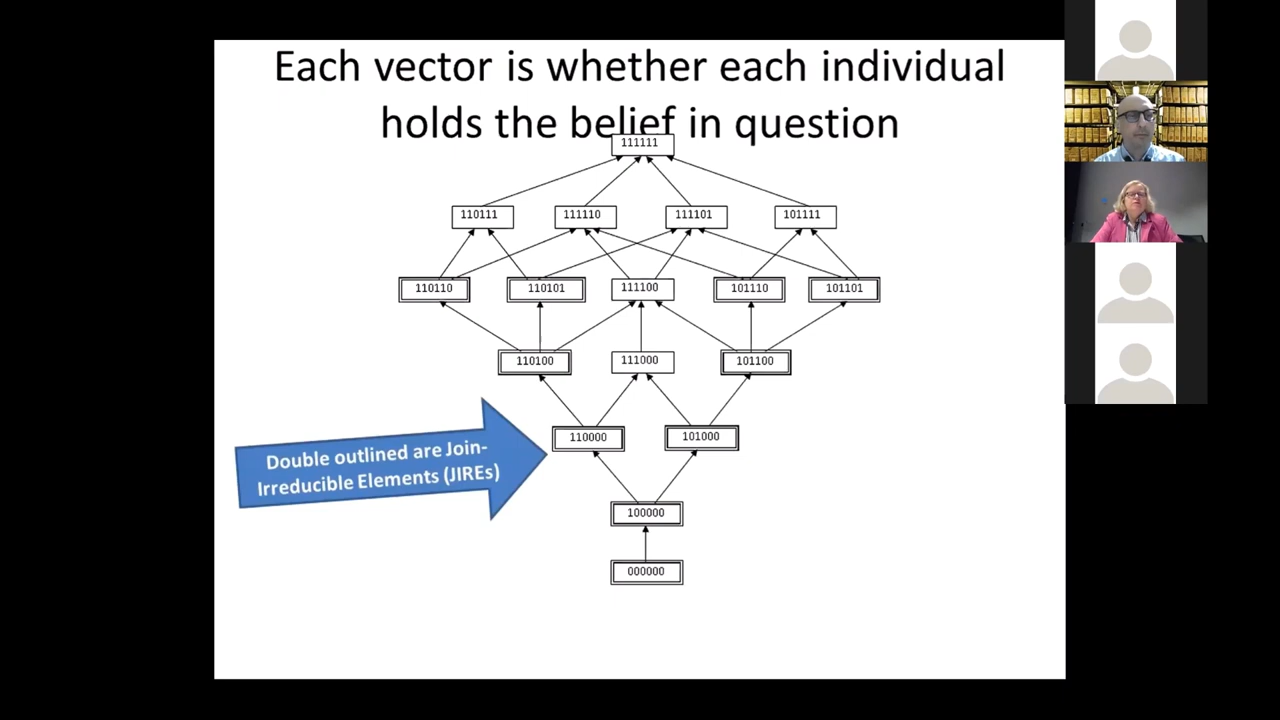 Each vector is whether each individual
holds the belief in question
111111
110111 111110 111101 101111
110110 110101 111100 101110 101101
110100 111000 101100
110000 101000
Double outlined are Join-
Irreducible Elements (JIREs)
100000
000000